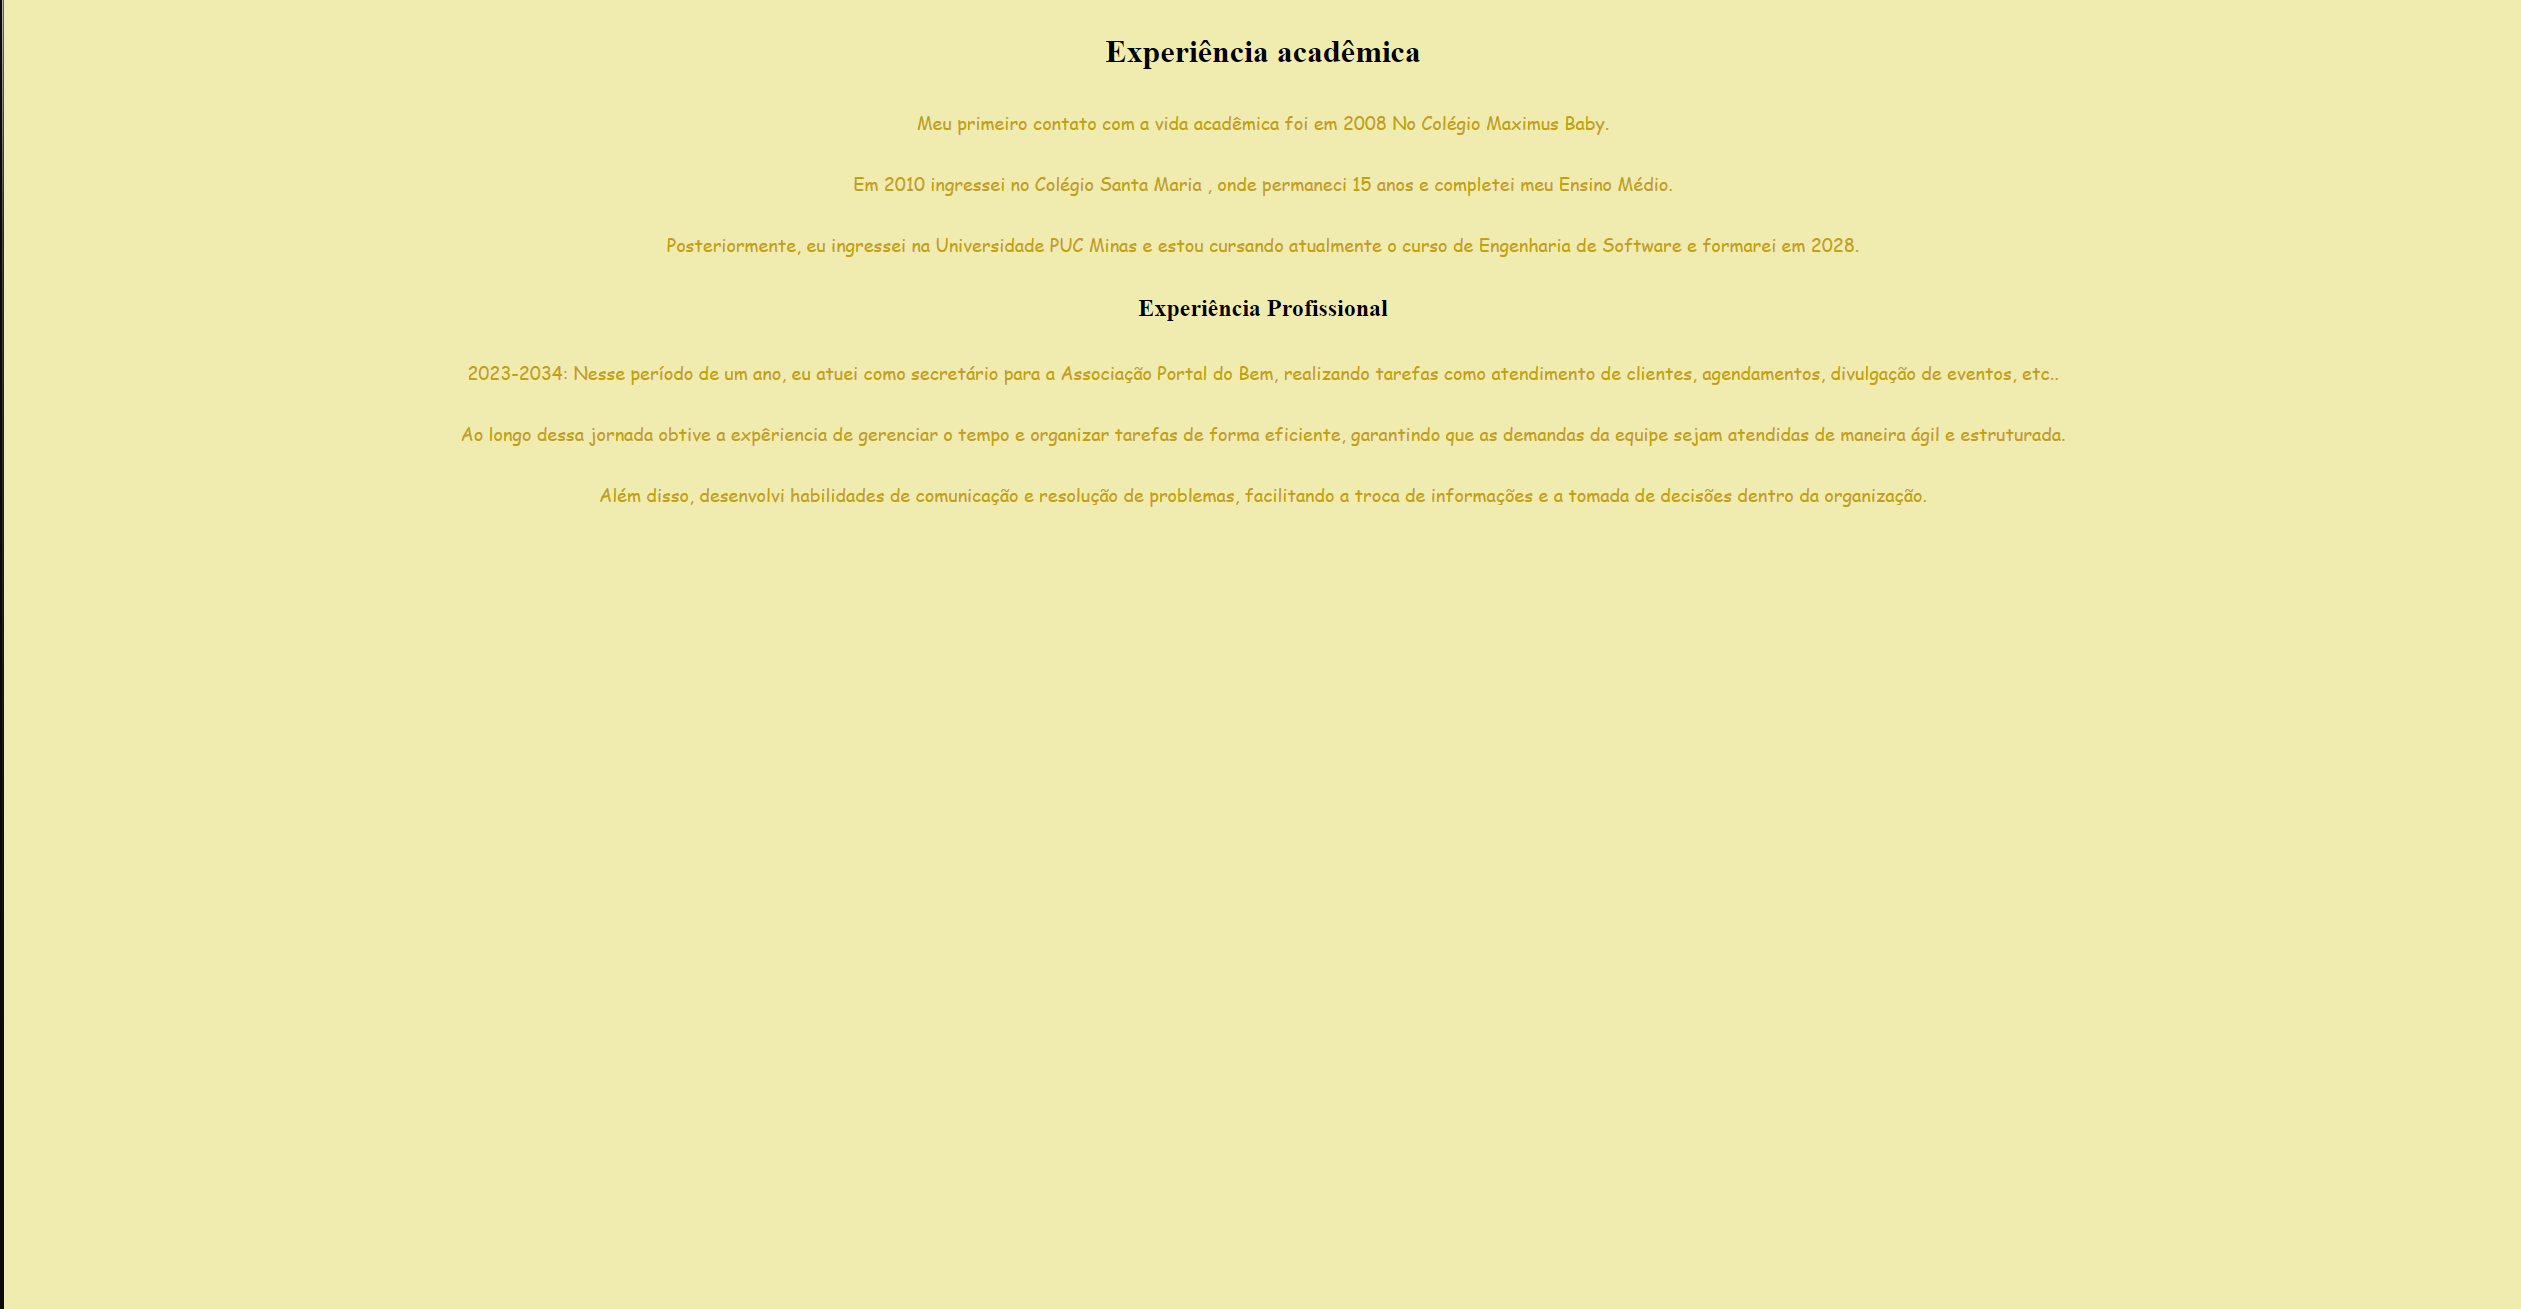 Experiência acadêmica
Meu primeiro contato com a vida acadêmica foi em 2008 No Colégio Maximus Baby.
Em 2010 ingressei no Colégio Santa Maria , onde permaneci 15 anos e completei meu Ensino Médio.
Posteriormente, eu ingressei na Universidade PUC Minas e estou cursando atualmente o curso de Engenharia de Software e formarei em 2028.
Experiência Profissional
2023-2034: Nesse período de um ano, eu atuei como secretário para a Associação Portal do Bem, realizando tarefas como atendimento de clientes, agendamentos, divulgação de eventos, etc..
Ao longo dessa jornada obtive a expêriencia de gerenciar o tempo e organizar tarefas de forma eficiente, garantindo que as demandas da equipe sejam atendidas de maneira ágil e estruturada.
Além disso, desenvolvi habilidades de comunicação e resolução de problemas, facilitando a troca de informações e a tomada de decisões dentro da organização.